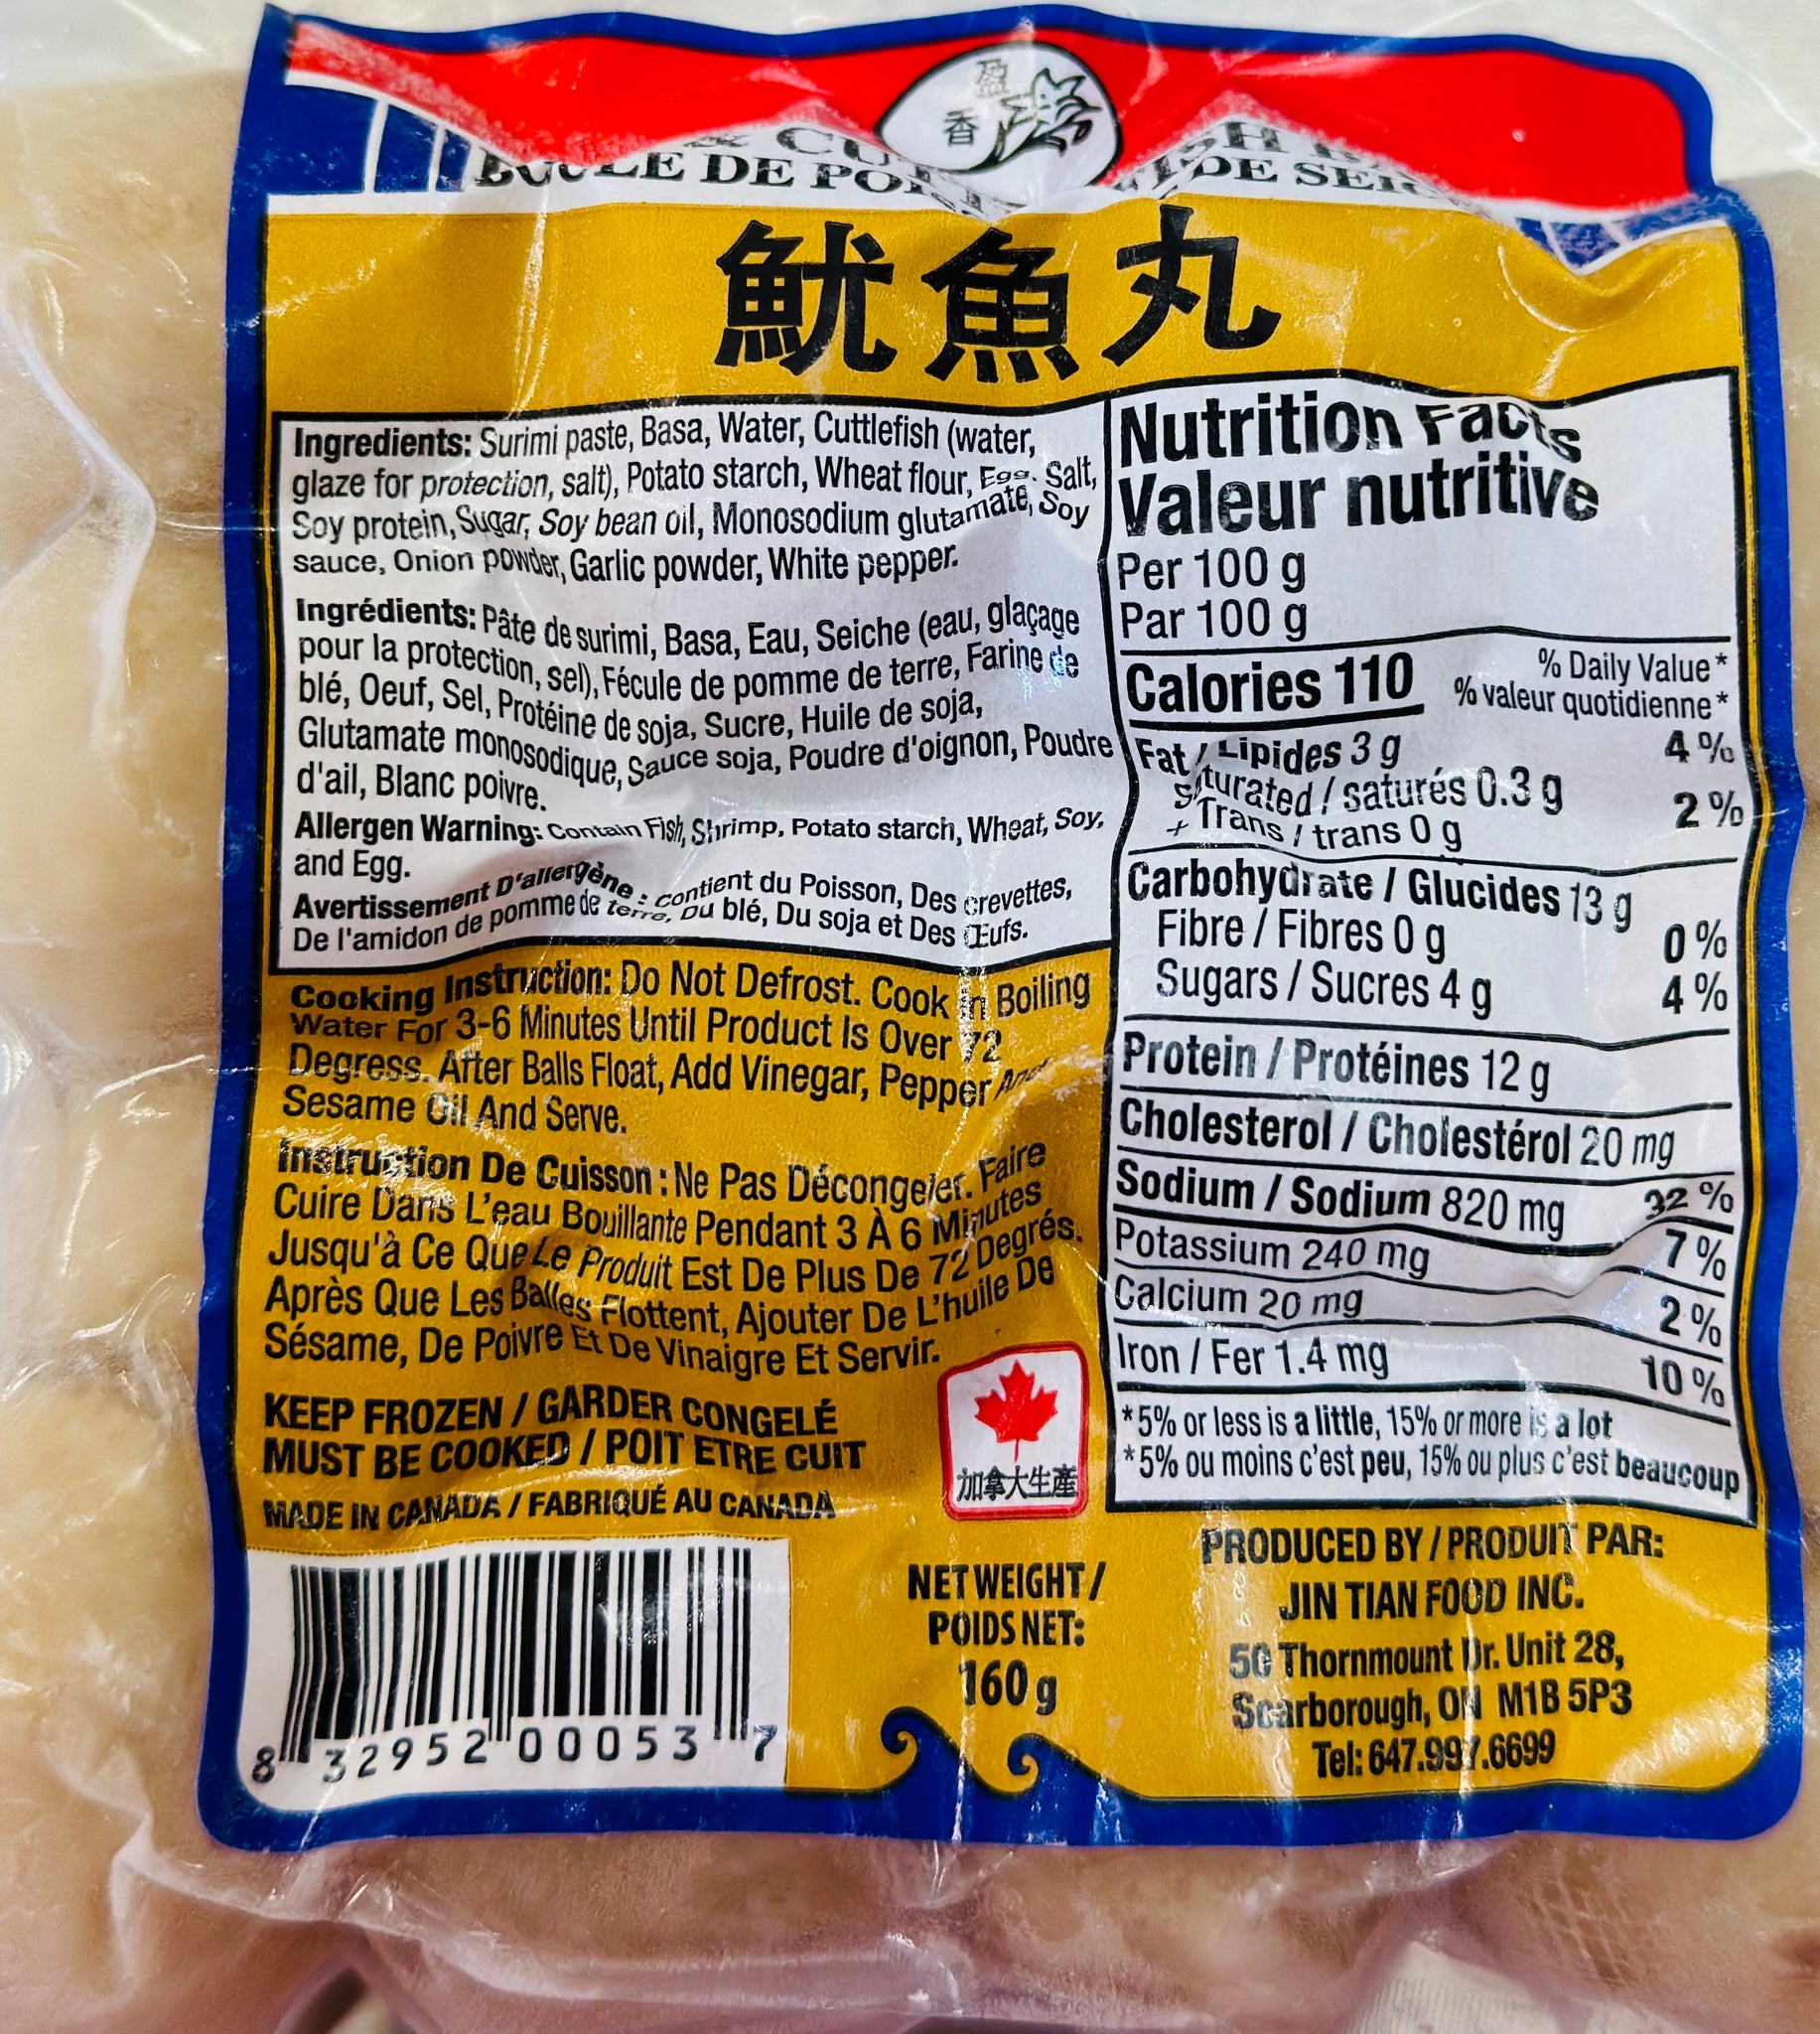 盈
香
BOULE DE
DE
魷魚丸
Ingredients: Surimi paste, Basa, Water, Cuttlefish (water,
glaze for protection, salt), Potato starch, Wheat flour, Egg. Salt,
Soy protein, Sugar, Soy bean oil, Monosodium glutamate, Soy
sauce, Onion powder, Garlic powder, White pepper.
Ingrédients: Pâte de surimi, Basa, Eau, Seiche (eau, glaçage
pour la protection, sel), Fécule de pomme de terre, Farine de
blé, Oeuf, Sel, Protéine de soja, Sucre, Huile de soja,
Glutamate monosodique, Sauce soja, Poudre d'oignon, Poudre
d'ail, Blanc poivre.
Allergen Warning: Contain Fish, Shrimp, Potato starch, Wheat, Soy,
and Egg.
Avertissement D'allergène : contient du Poisson, Des crevettes,
De l'amidon de pomme de terre, Du blé, Du soja et Des Œufs.
Cooking Instruction: Do Not Defrost. Cook in Boiling
Water For 3-6 Minutes Until Product Is Over 72
Degress. After Balls Float, Add Vinegar, Pepper And
Sesame Oil And Serve.
Instruction De Cuisson : Ne Pas Décongeler. Faire
Cuire Dans L'eau Bouillante Pendant 3 À 6 Minutes
Jusqu'à Ce Que Le Produit Est De Plus De 72 Degrés.
Après Que Les Balles Flottent, Ajouter De L'huile De
Sésame, De Poivre Et De Vinaigre Et Servir.
KEEP FROZEN / GARDER CONGELÉ
MUST BE COOKED / POIT ETRE CUIT
MADE IN CANADA / FABRIQUÉ AU CANADA
加拿大生產
8 32952 00053 7
NET WEIGHT /
POIDS NET:
160 g
Nutrition Facts
Valeur nutritive
Per 100 g
Par 100 g
Calories 110
% Daily Value*
% valeur quotidienne*
Fat / Lipides 3 g 4 %
Saturated / saturés 0.3 g
+ Trans / trans 0 g 2 %
Carbohydrate / Glucides 13 g
Fibre / Fibres 0 g 0 %
Sugars / Sucres 4 g 4 %
Protein / Protéines 12 g
Cholesterol / Cholestérol 20 mg
Sodium / Sodium 820 mg 32 %
Potassium 240 mg 7 %
Calcium 20 mg 2 %
Iron / Fer 1.4 mg 10 %
*5% or less is a little, 15% or more is a lot
*5% ou moins c'est peu, 15% ou plus c'est beaucoup
PRODUCED BY / PRODUIT PAR:
JIN TIAN FOOD INC.
50 Thornmount Dr. Unit 28,
Scarborough, ON M1B 5P3
Tel: 647.997.6699